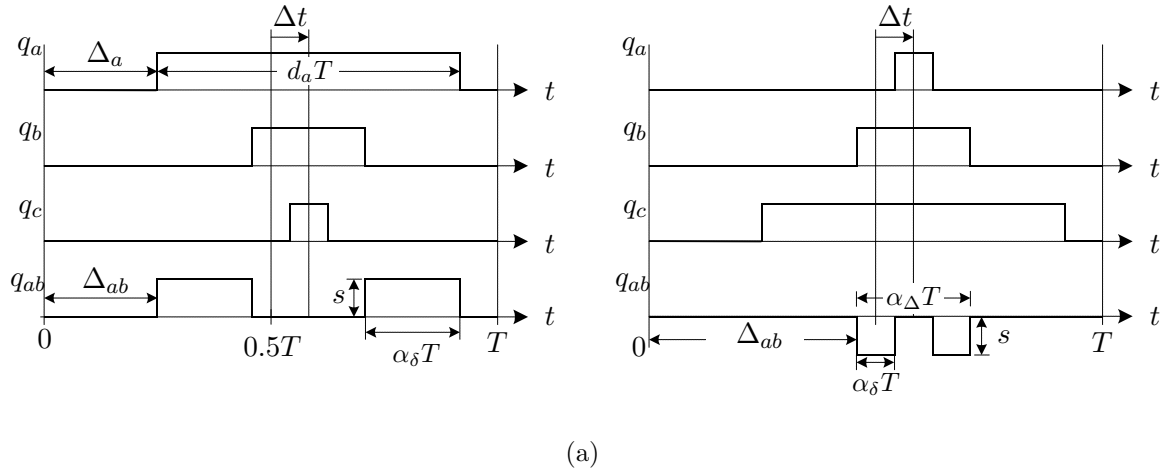 Δt
q_a
Δ_a
d_aT
t
q_b
t
q_c
t
q_ab
Δ_ab
s
t
0
0.5T
α_δT
T
Δt
q_a
t
q_b
t
q_c
t
q_ab
α_ΔT
t
0
Δ_ab
s
T
α_δT
(a)